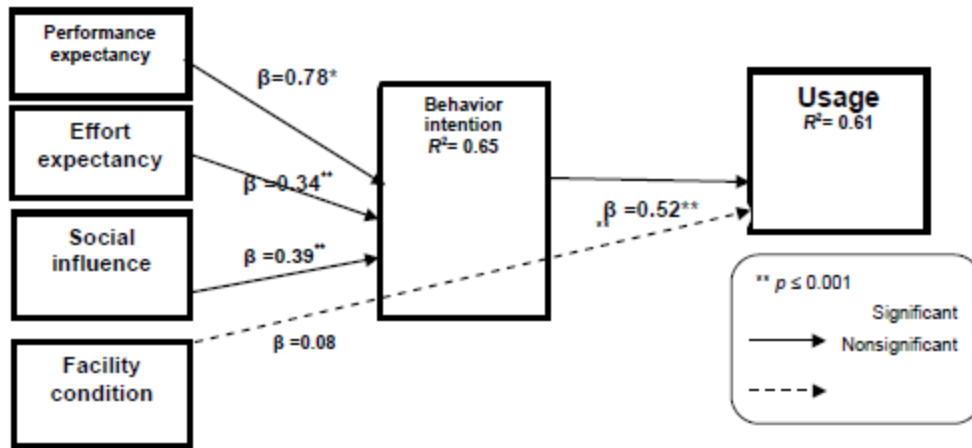 Performance
expectancy
β=0.78*
Effort
expectancy
β =0.34**
Social
influence
β =0.39**
Facility
condition
β =0.08
Behavior
intention
R²= 0.65
β =0.52**
**
Usage
R²= 0.61
** p ≤ 0.001
Significant
Nonsignificant